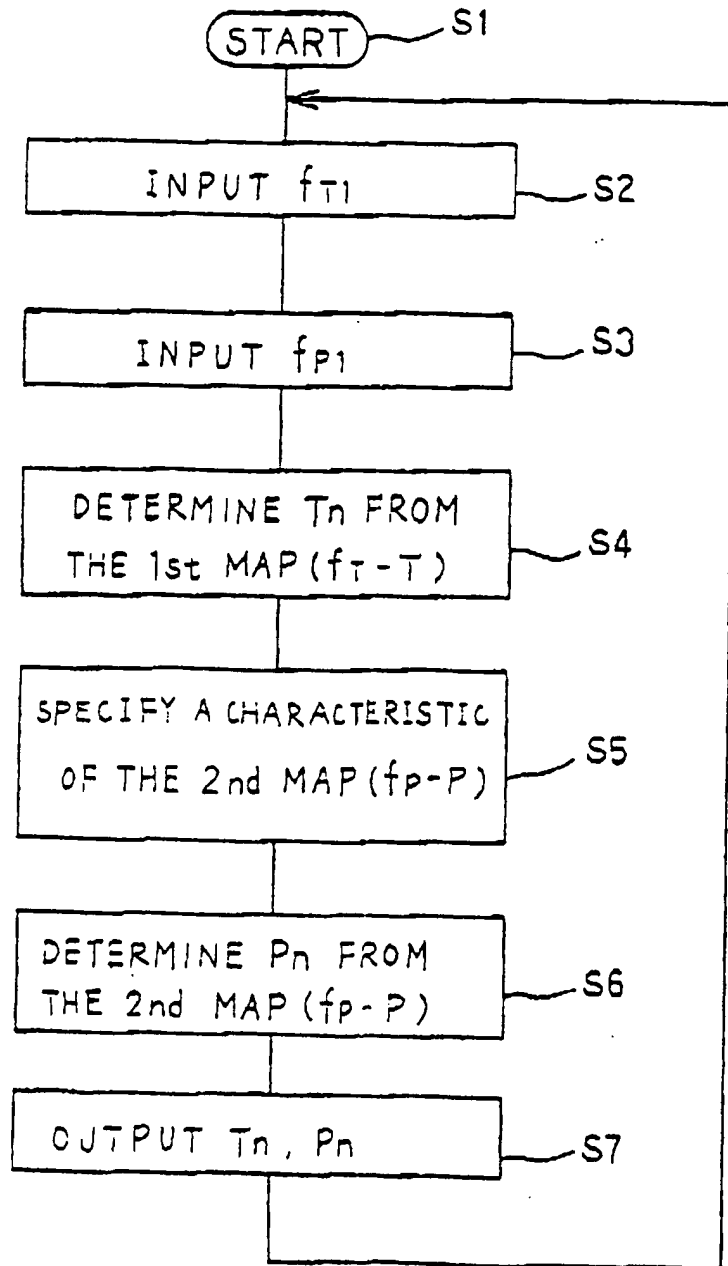 START S1
INPUT fT1 S2
INPUT fP1 S3
DETERMINE Tn FROM
THE 1st MAP (fT-T) S4
SPECIFY A CHARACTERISTIC
OF THE 2nd MAP (fp-P) S5
DETERMINE Pn FROM
THE 2nd MAP (fp-P) S6
OUTPUT Tn, Pn S7